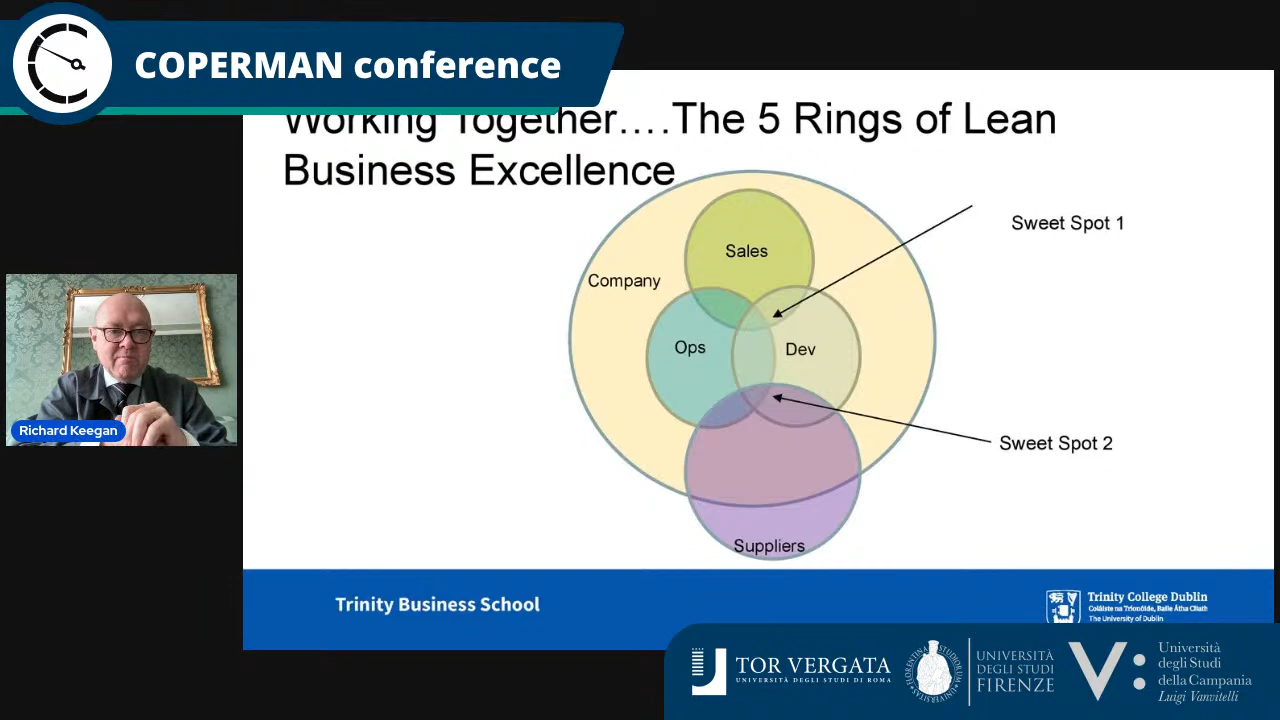 COPERMAN conference
Working Together….The 5 Rings of Lean
Business Excellence
Sweet Spot 1
Sales
Company
Ops
Dev
Sweet Spot 2
Suppliers
Richard Keegan
Trinity Business School
Trinity College Dublin
Coláiste na Tríonóide, Baile Átha Cliath
The University of Dublin
TOR VERGATA
UNIVERSITÀ DEGLI STUDI DI ROMA
UNIVERSITÀ
DEGLI STUDI
FIRENZE
Università
degli Studi
della Campania
Luigi Vanvitelli